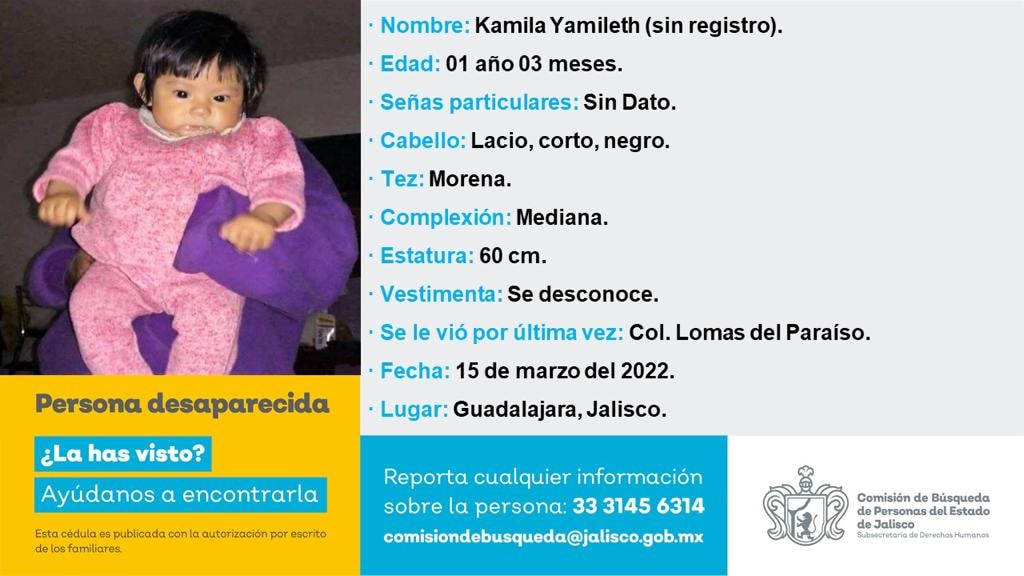 · Nombre: Kamila Yamileth (sin registro).
· Edad: 01 año 03 meses.
· Señas particulares: Sin Dato.
· Cabello: Lacio, corto, negro.
· Tez: Morena.
· Complexión: Mediana.
· Estatura: 60 cm.
· Vestimenta: Se desconoce.
· Se le vió por última vez: Col. Lomas del Paraíso.
· Fecha: 15 de marzo del 2022.
· Lugar: Guadalajara, Jalisco.
Persona desaparecida
¿La has visto?
Ayúdanos a encontrarla
Esta cédula es publicada con la autorización por escrito
de los familiares.
Reporta cualquier información
sobre la persona: 33 3145 6314
comisiondebusqueda@jalisco.gob.mx
Comisión de Búsqueda
de Personas del Estado
de Jalisco
Subsecretaría de Derechos Humanos